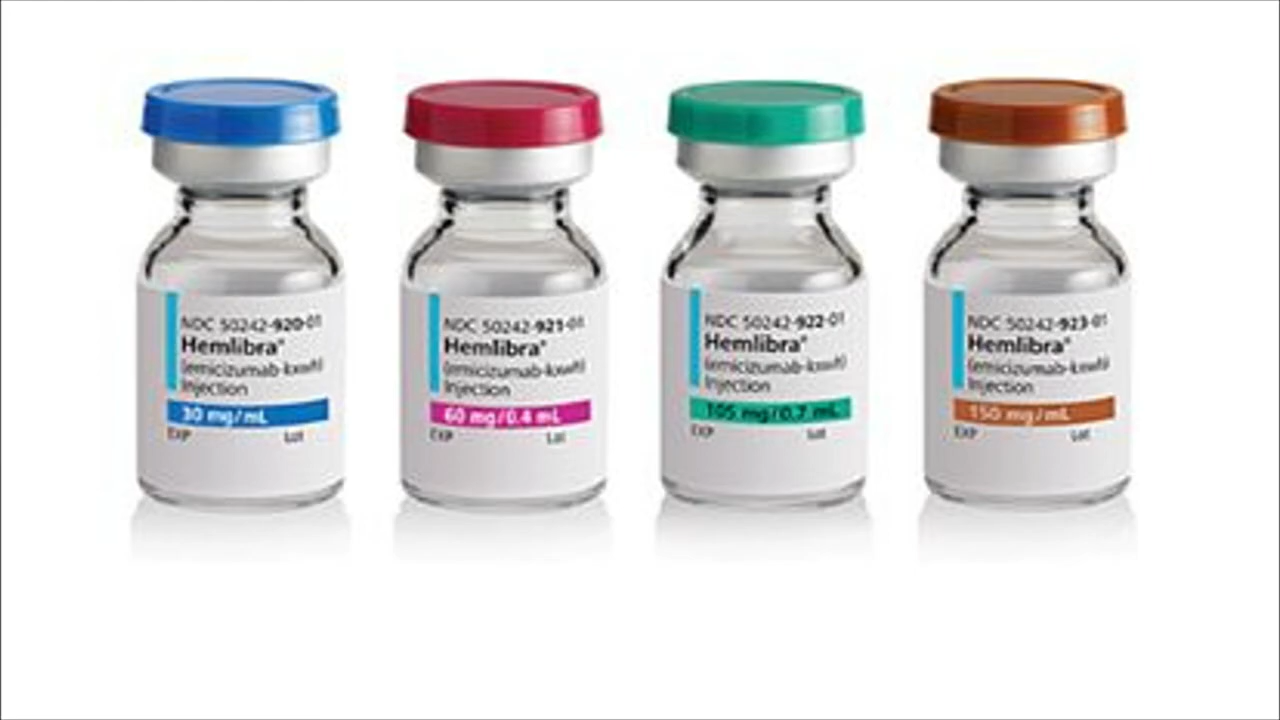 NDC 50242-920-01
Hemlibra®
(emicizumab-kxwh)
Injection
30 mg/mL
EXP Lot
NDC 50242-921-01
Hemlibra®
(emicizumab-kxwh)
Injection
60 mg/0.4 mL
EXP Lot
NDC 50242-922-01
Hemlibra®
(emicizumab-kxwh)
Injection
105 mg/0.7 mL
EXP Lot
NDC 50242-923-01
Hemlibra®
(emicizumab-kxwh)
Injection
150 mg/mL
EXP Lot